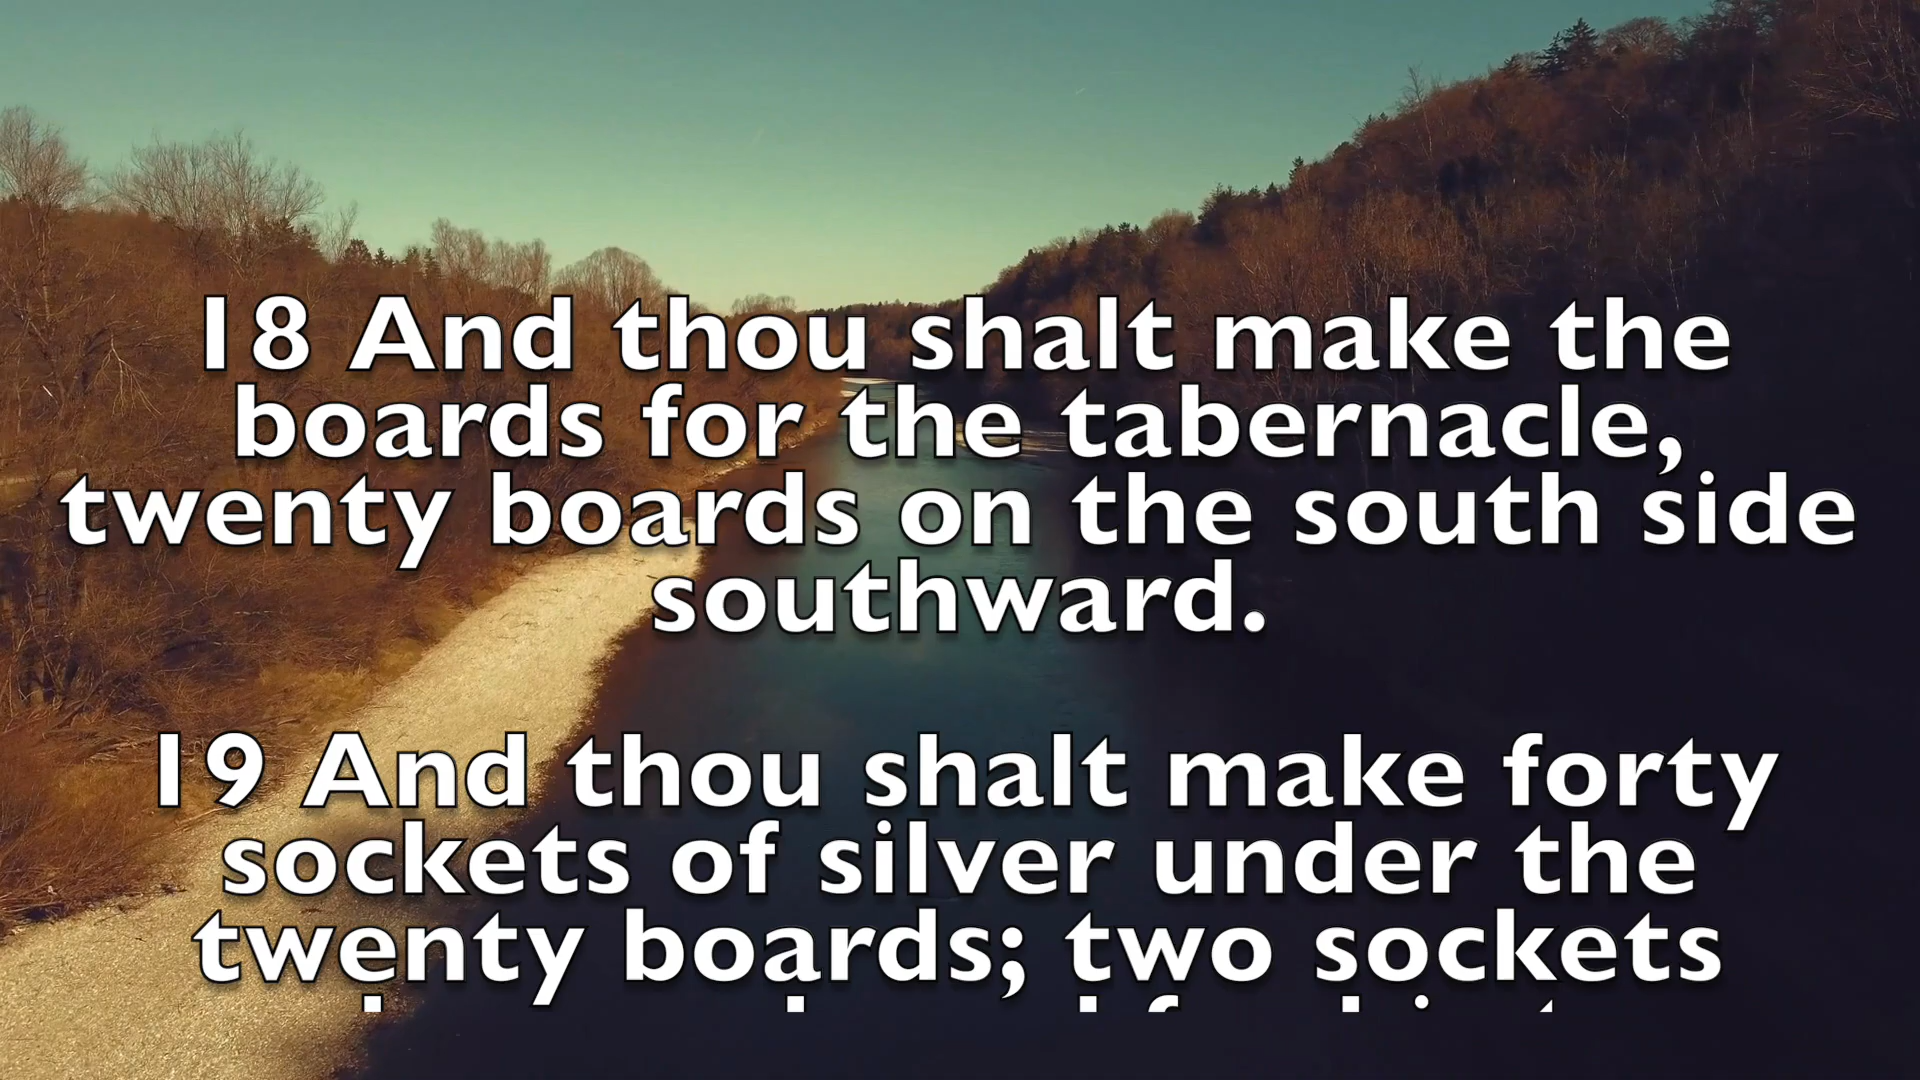 18 And thou shalt make the
boards for the tabernacle,
twenty boards on the south side
southward.
19 And thou shalt make forty
sockets of silver under the
twenty boards; two sockets